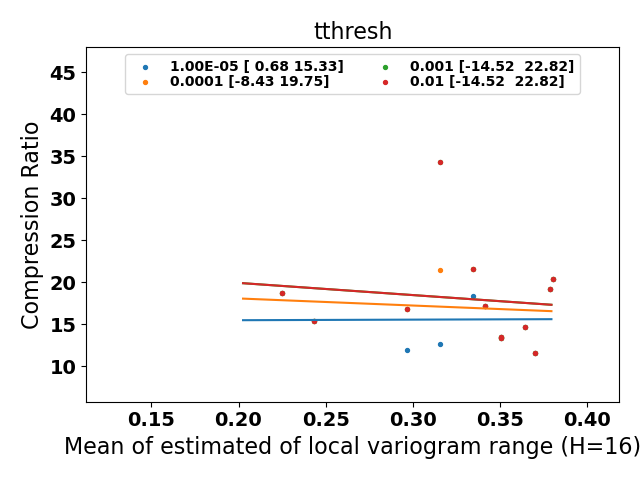 tthresh
1.00E-05 [ 0.68 15.33]
0.0001 [-8.43 19.75]
0.001 [-14.52  22.82]
0.01 [-14.52  22.82]
Compression Ratio
45
40
35
30
25
20
15
10
0.15 0.20 0.25 0.30 0.35 0.40
Mean of estimated of local variogram range (H=16)